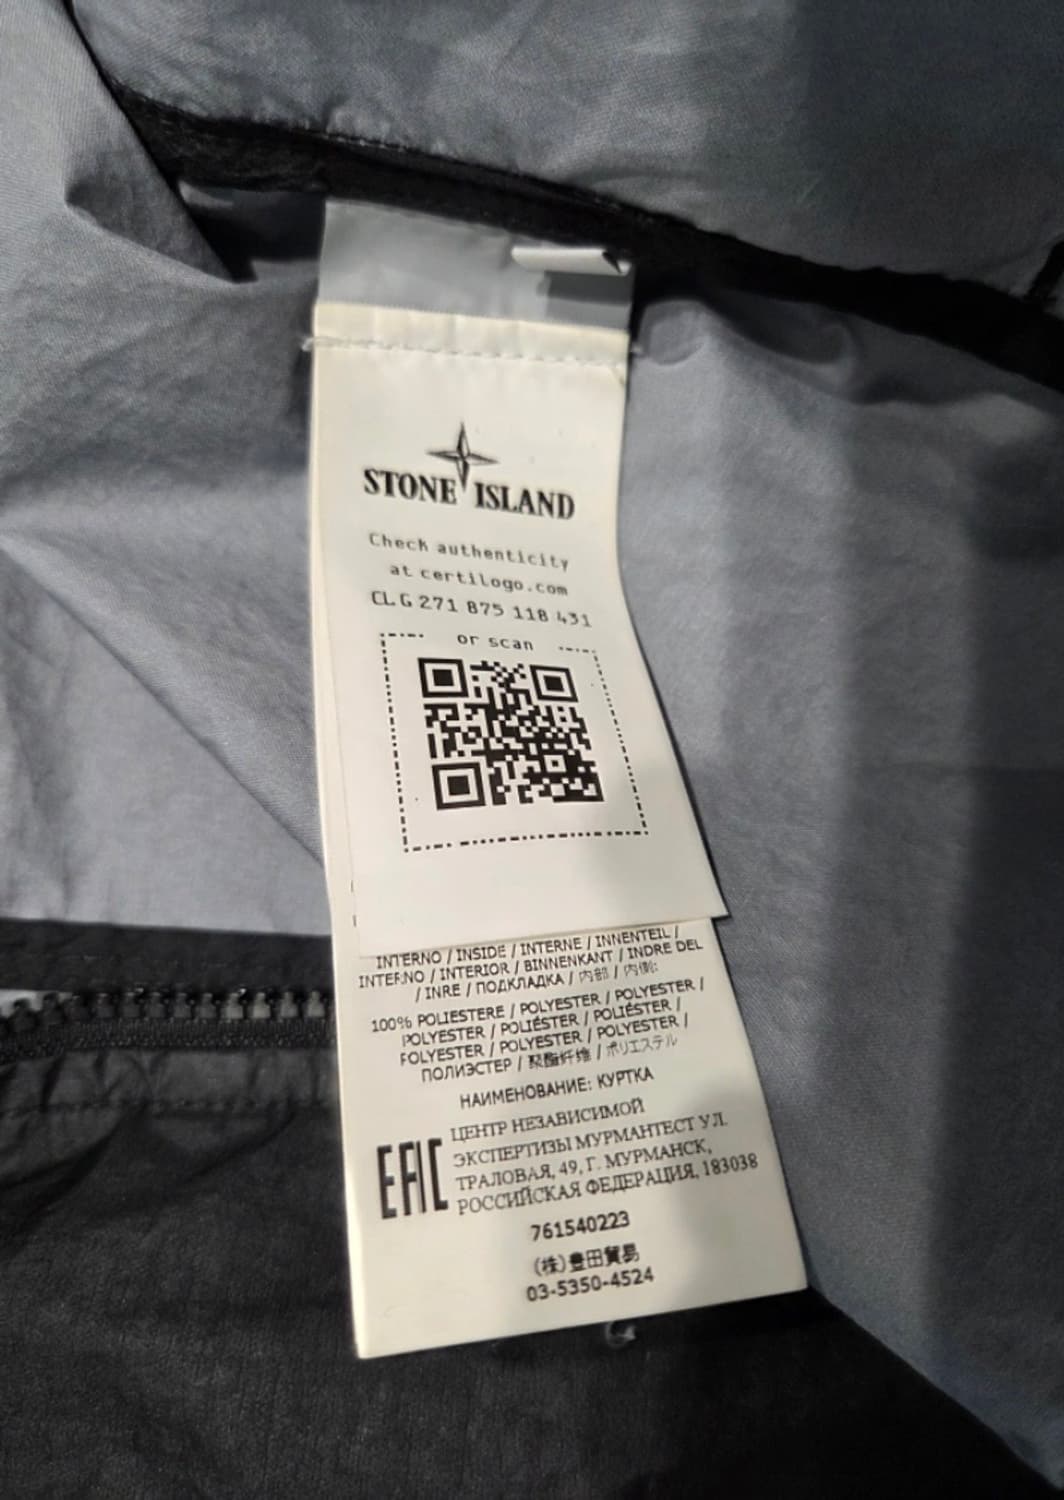 STONE ISLAND
Check authenticity
at certilogo.com
CLG 271 875 118 431
or scan
INTERNO / INSIDE / INTERNE / INNENTEIL /
INTERNO / INTERIOR / BINNENKANT / INDRE DEL
/ INRE / ПОДКЛАДКА / 内部 / 内側:
100% POLIESTERE / POLYESTER / POLYESTER /
POLYESTER / POLIÉSTER / POLIÉSTER /
POLYESTER / POLYESTER / POLYESTER /
ПОЛИЭСТЕР / 聚酯纤维 / ポリエステル
НАИМЕНОВАНИЕ: КУРТКА
EAC
ЦЕНТР НЕЗАВИСИМОЙ
ЭКСПЕРТИЗЫ МУРМАНТЕСТ УЛ.
ТРАЛОВАЯ, 49, Г. МУРМАНСК,
РОССИЙСКАЯ ФЕДЕРАЦИЯ, 183038
761540223
(株)豊田貿易
03-5350-4524